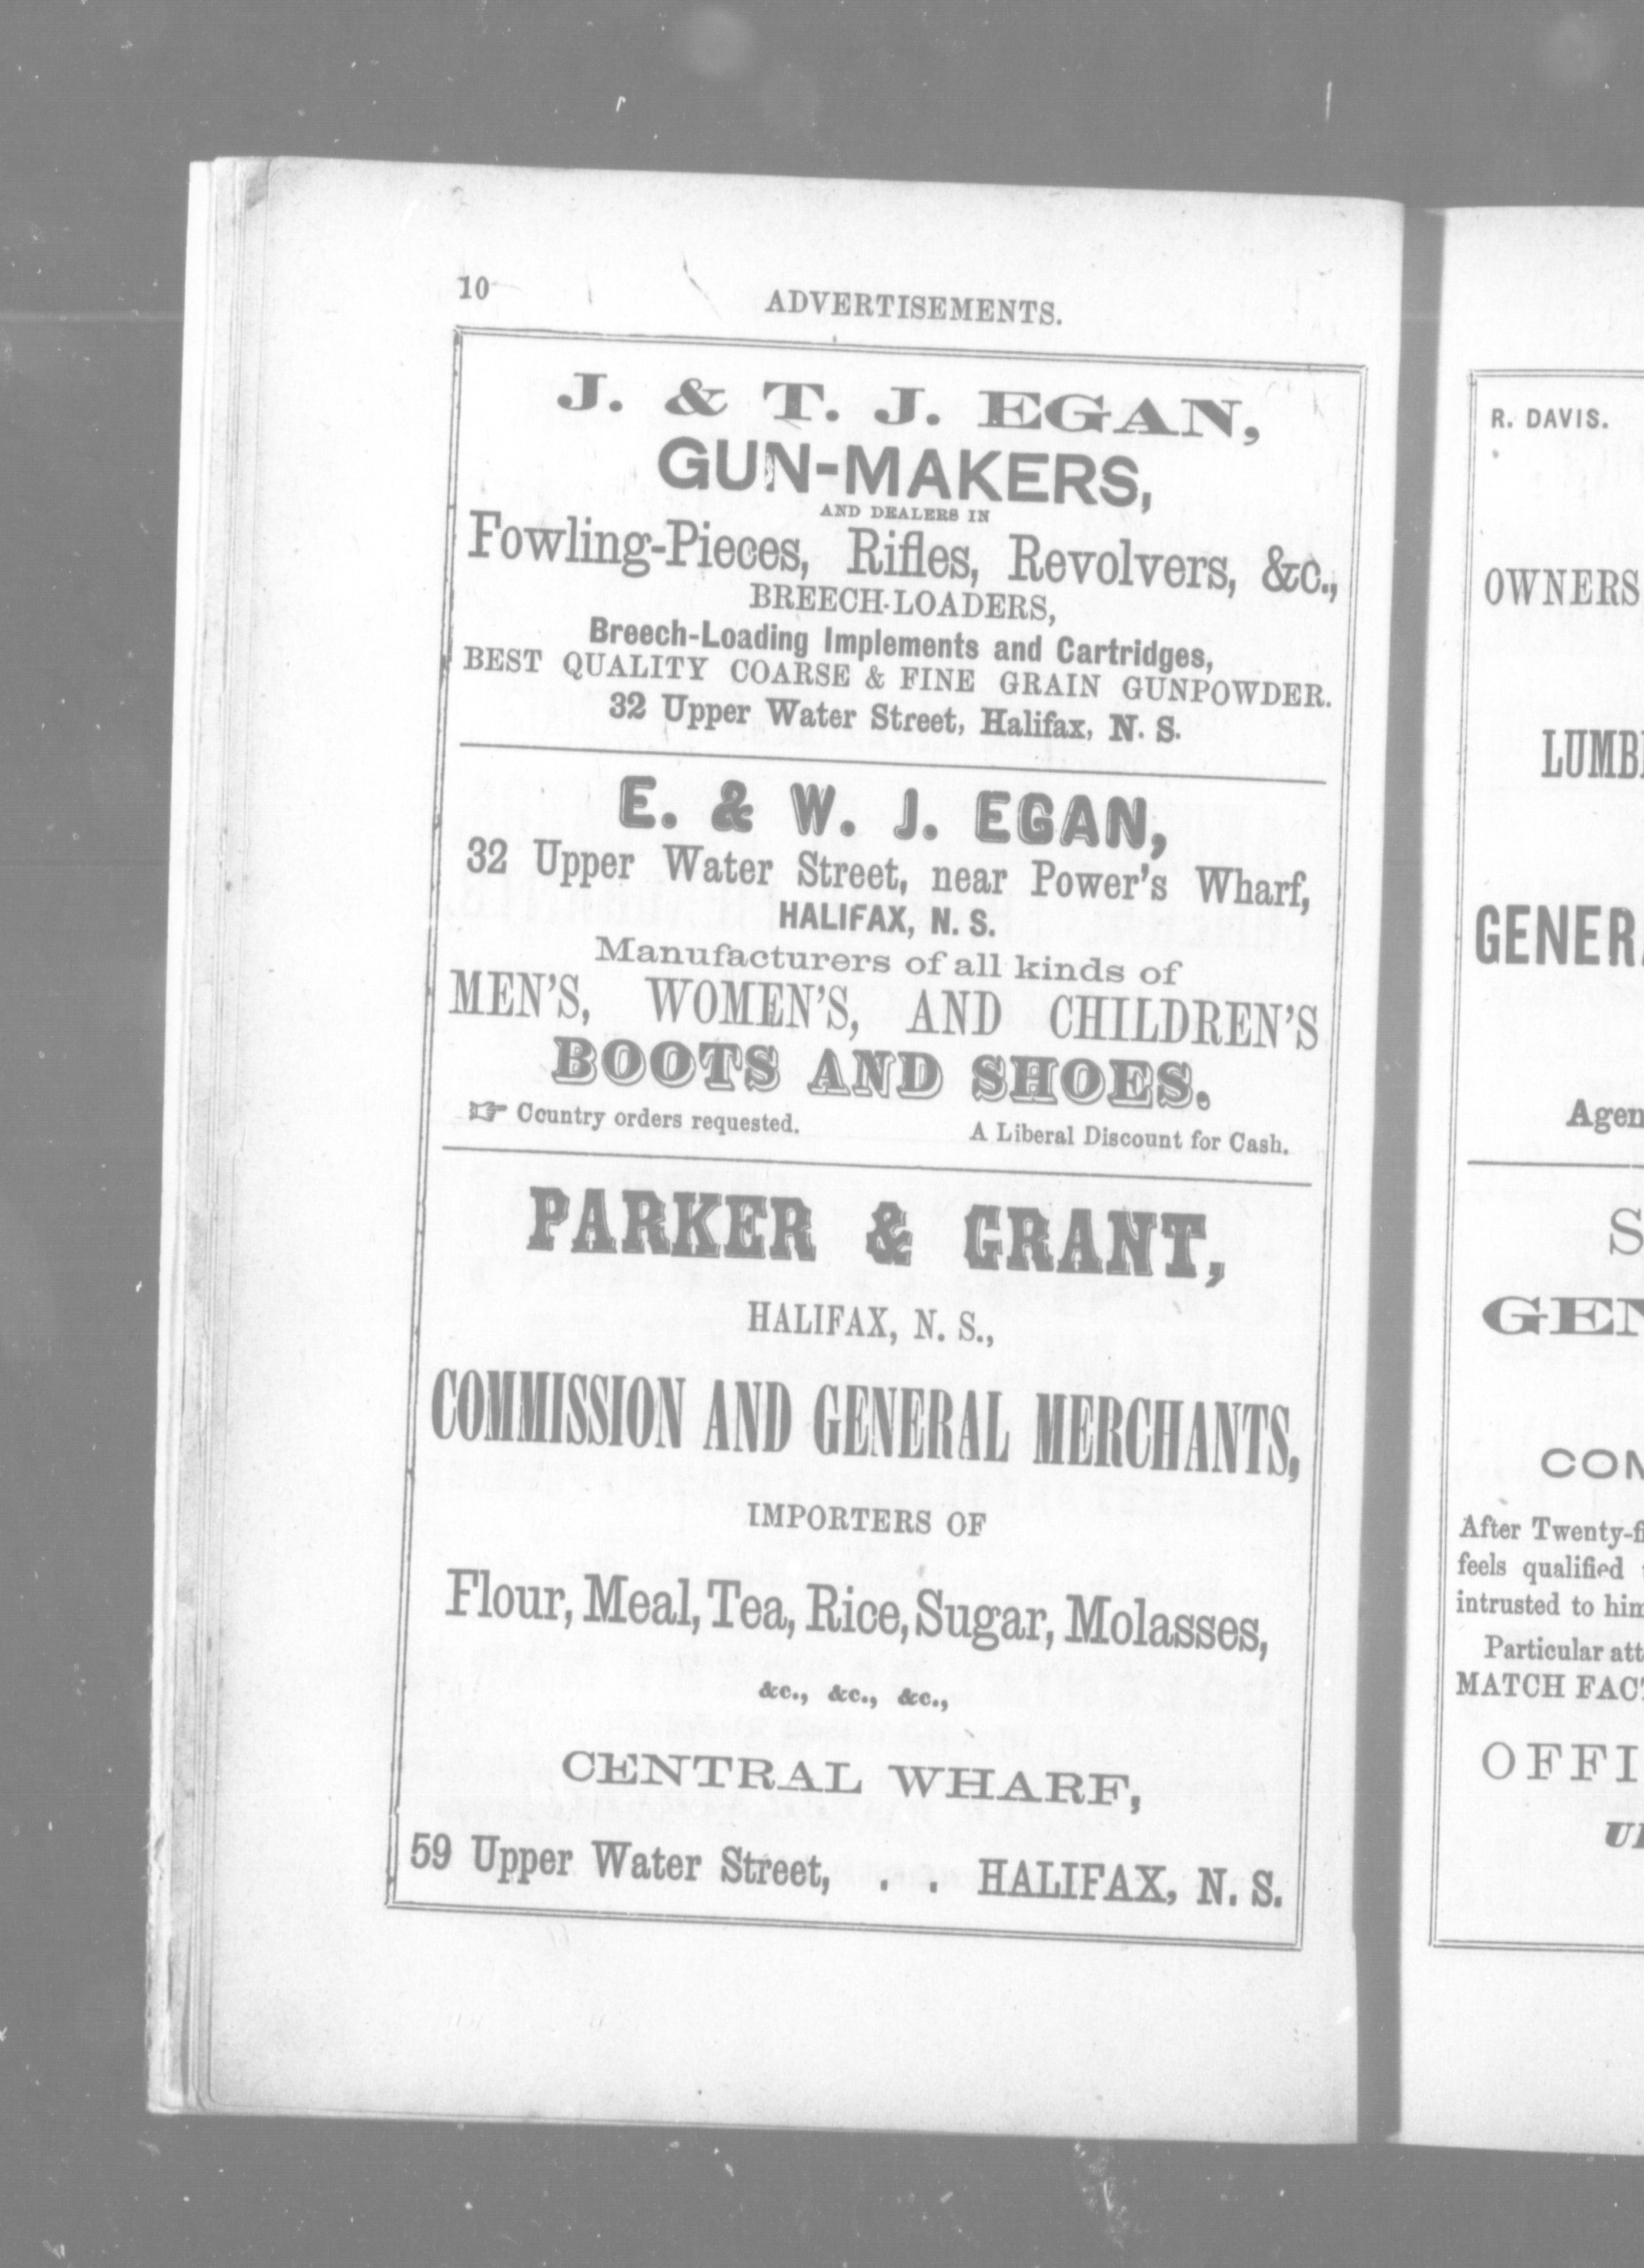 10
ADVERTISEMENTS.
J. & T. J. EGAN,
GUN-MAKERS,
AND DEALERS IN
Fowling-Pieces, Rifles, Revolvers, &c.,
BREECH-LOADERS,
Breech-Loading Implements and Cartridges,
BEST QUALITY COARSE & FINE GRAIN GUNPOWDER.
32 Upper Water Street, Halifax, N. S.
E. & W. J. EGAN,
32 Upper Water Street, near Power's Wharf,
HALIFAX, N. S.
Manufacturers of all kinds of
MEN'S, WOMEN'S, AND CHILDREN'S
BOOTS AND SHOES.
☞ Country orders requested. A Liberal Discount for Cash.
PARKER & GRANT,
HALIFAX, N. S.,
COMMISSION AND GENERAL MERCHANTS,
IMPORTERS OF
Flour, Meal, Tea, Rice, Sugar, Molasses,
&c., &c., &c.,
CENTRAL WHARF,
59 Upper Water Street, . . HALIFAX, N. S.
R. DAVIS.
OWNERS
LUMB
GENER
Agen
S
GEN
CON
After Twenty-fi
feels qualified
intrusted to him
Particular att
MATCH FACT
OFFI